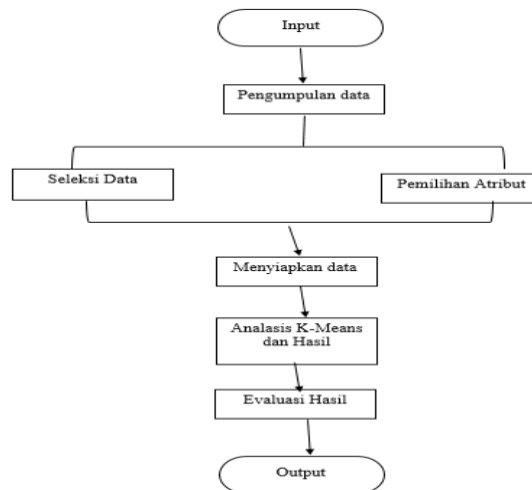 Input
Pengumpulan data
Seleksi Data
Pemilihan Atribut
Menyiapkan data
Analasis K-Means
dan Hasil
Evaluasi Hasil
Output